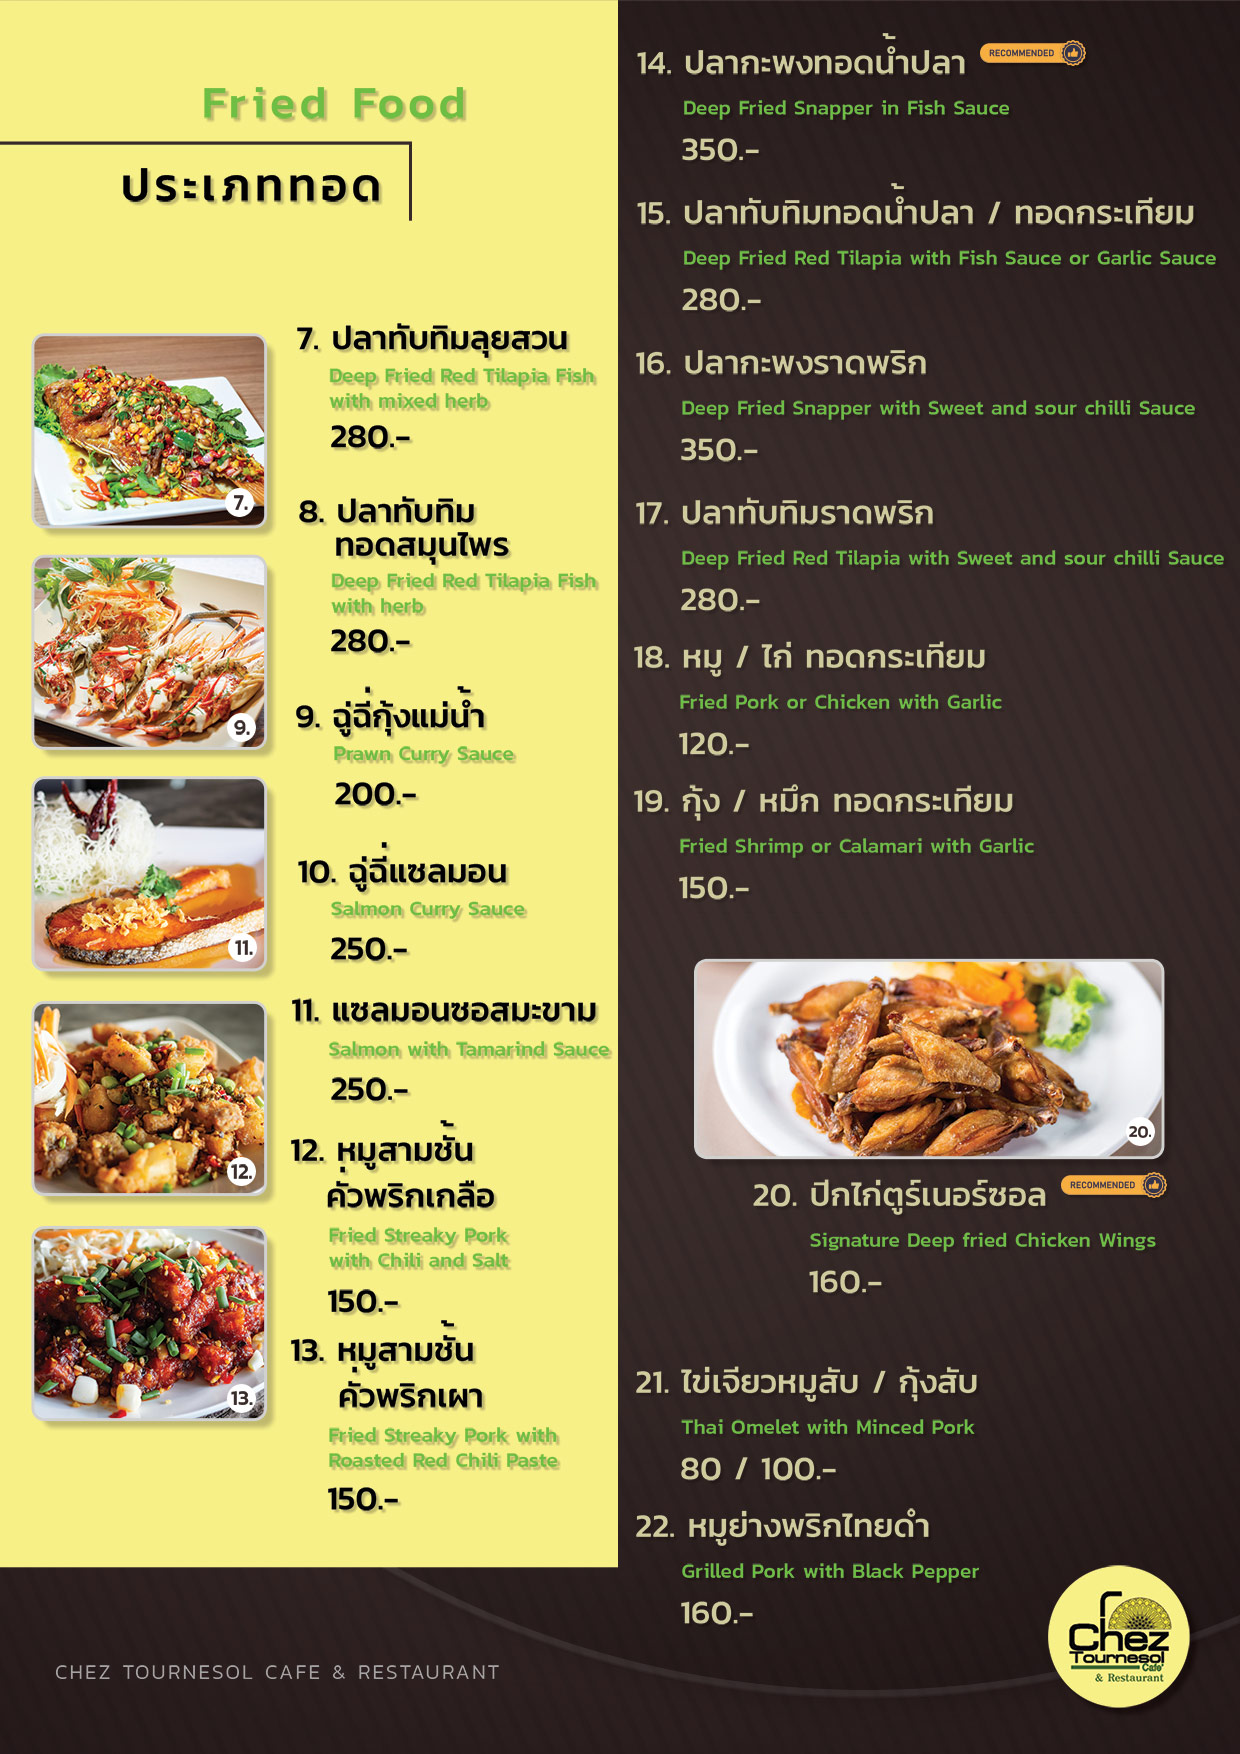 Fried Food
ประเภททอด
7. ปลาทับทิมลุยสวน
Deep Fried Red Tilapia Fish
with mixed herb
280.-
7.
8. ปลาทับทิม
ทอดสมุนไพร
Deep Fried Red Tilapia Fish
with herb
280.-
9. ฉู่ฉี่กุ้งแม่น้ำ
Prawn Curry Sauce
200.-
9.
10. ฉู่ฉี่แซลมอน
Salmon Curry Sauce
250.-
11.
11. แซลมอนซอสมะขาม
Salmon with Tamarind Sauce
250.-
12. หมูสามชั้น
คั่วพริกเกลือ
Fried Streaky Pork
with Chili and Salt
150.-
12.
13. หมูสามชั้น
คั่วพริกเผา
Fried Streaky Pork with
Roasted Red Chili Paste
150.-
13.
14. ปลากะพงทอดน้ำปลา RECOMMENDED
Deep Fried Snapper in Fish Sauce
350.-
15. ปลาทับทิมทอดน้ำปลา / ทอดกระเทียม
Deep Fried Red Tilapia with Fish Sauce or Garlic Sauce
280.-
16. ปลากะพงราดพริก
Deep Fried Snapper with Sweet and sour chilli Sauce
350.-
17. ปลาทับทิมราดพริก
Deep Fried Red Tilapia with Sweet and sour chilli Sauce
280.-
18. หมู / ไก่ ทอดกระเทียม
Fried Pork or Chicken with Garlic
120.-
19. กุ้ง / หมึก ทอดกระเทียม
Fried Shrimp or Calamari with Garlic
150.-
20.
20. ปีกไก่ตูร์เนอร์ซอล RECOMMENDED
Signature Deep fried Chicken Wings
160.-
21. ไข่เจียวหมูสับ / กุ้งสับ
Thai Omelet with Minced Pork
80 / 100.-
22. หมูย่างพริกไทยดำ
Grilled Pork with Black Pepper
160.-
CHEZ TOURNESOL CAFE & RESTAURANT
Chez
Tournesol
Cafe'
& Restaurant